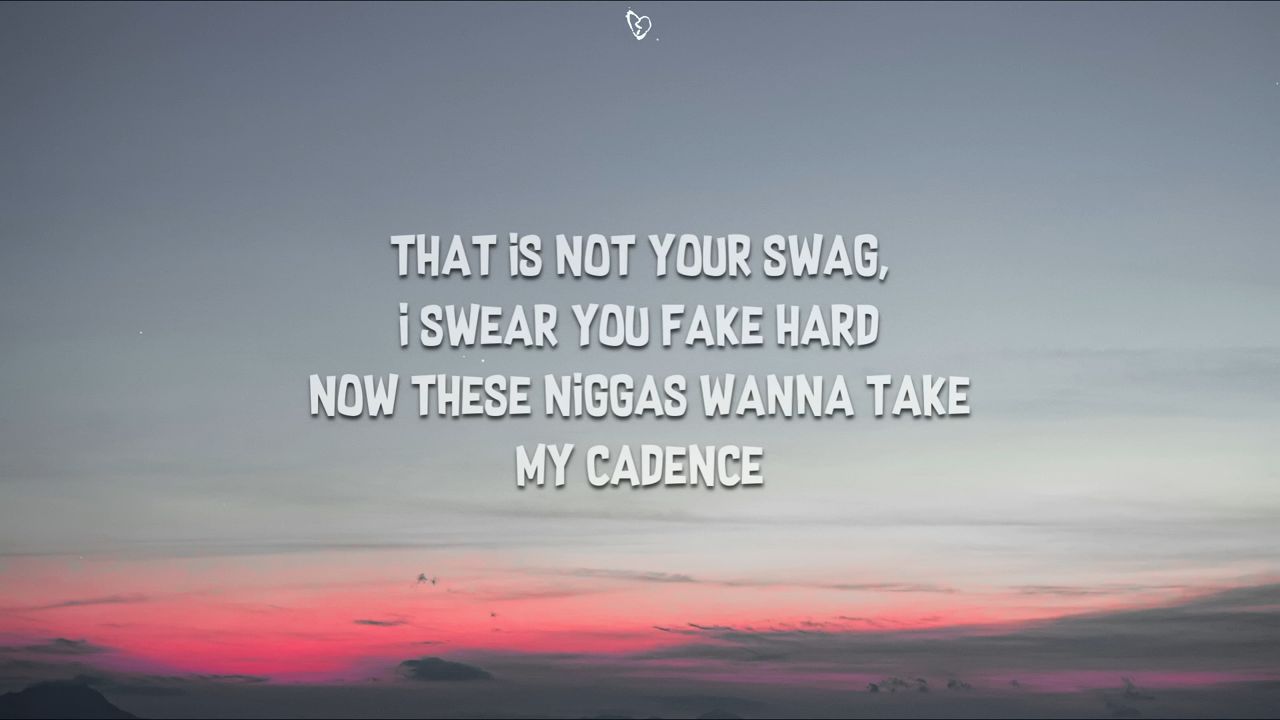 THAT iS NOT YOUR SWAG,
i SWEAR YOU FAKE HARD
NOW THESE NiGGAS WANNA TAKE
MY CADENCE